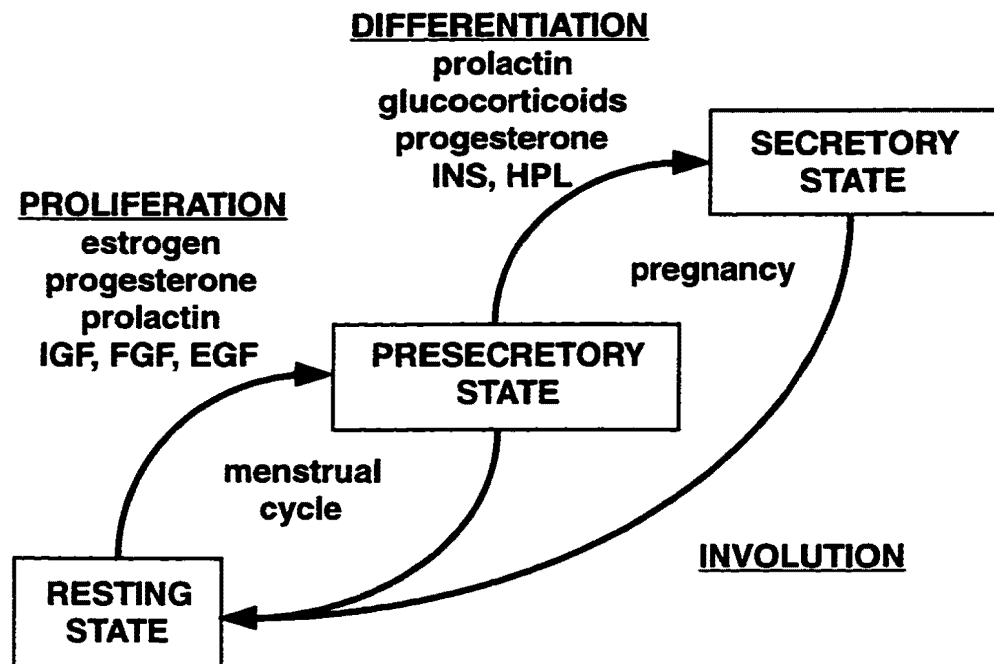 DIFFERENTIATION
prolactin
glucocorticoids
progesterone
INS, HPL
SECRETORY
STATE
PROLIFERATION
estrogen
progesterone
prolactin
IGF, FGF, EGF
pregnancy
PRESECRETORY
STATE
menstrual
cycle
INVOLUTION
RESTING
STATE